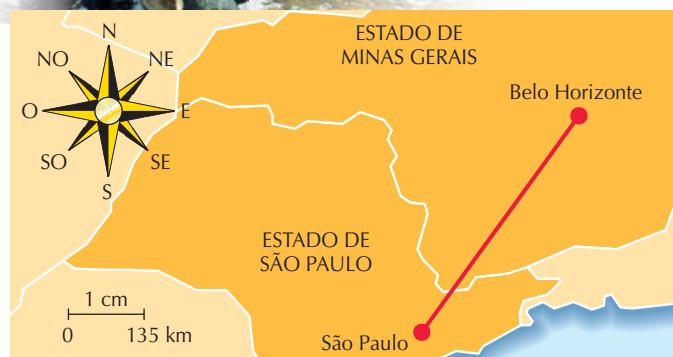 N
NO
NE
O
E
SO
SE
S
ESTADO DE
MINAS GERAIS
Belo Horizonte
ESTADO DE
SÃO PAULO
1 cm
0 135 km
São Paulo